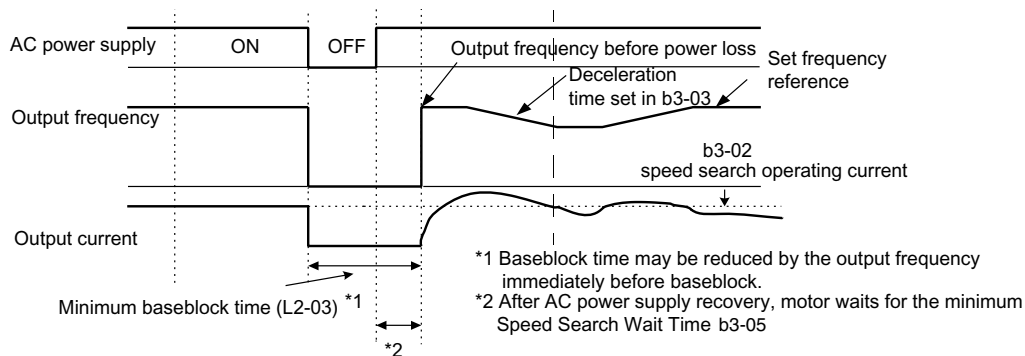 AC power supply
ON
OFF
Output frequency before power loss
Deceleration
time set in b3-03
Set frequency
reference
Output frequency
b3-02
speed search operating current
Output current
*1 Baseblock time may be reduced by the output frequency
immediately before baseblock.
*2 After AC power supply recovery, motor waits for the minimum
Speed Search Wait Time b3-05
Minimum baseblock time (L2-03) *1
*2